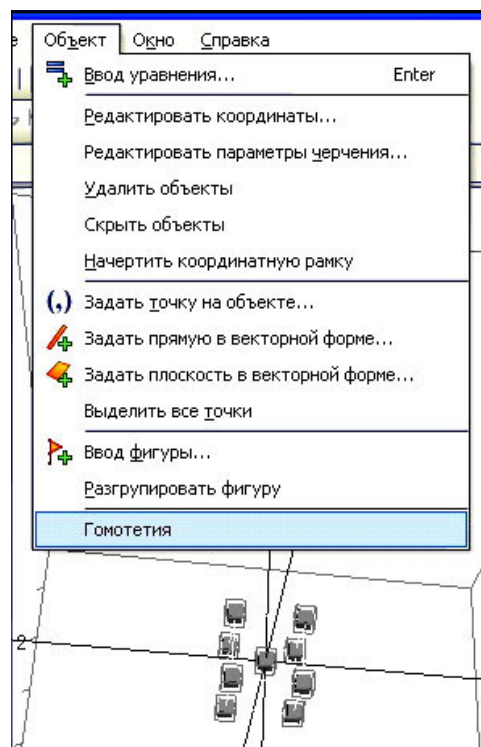 е Объект Окно Справка
Ввод уравнения... Enter
Редактировать координаты...
Редактировать параметры черчения...
Удалить объекты
Скрыть объекты
Начертить координатную рамку
(,) Задать точку на объекте...
Задать прямую в векторной форме...
Задать плоскость в векторной форме...
Выделить все точки
Ввод фигуры...
Разгрупировать фигуру
Гомотетия
2